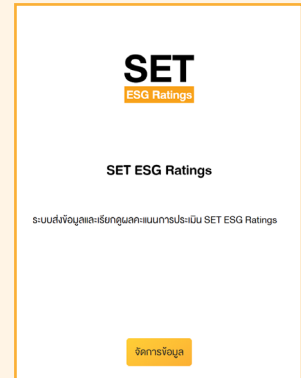 SET
ESG Ratings
SET ESG Ratings
ระบบส่งข้อมูลและเรียกดูผลคะแนนการประเมิน SET ESG Ratings
จัดการข้อมูล